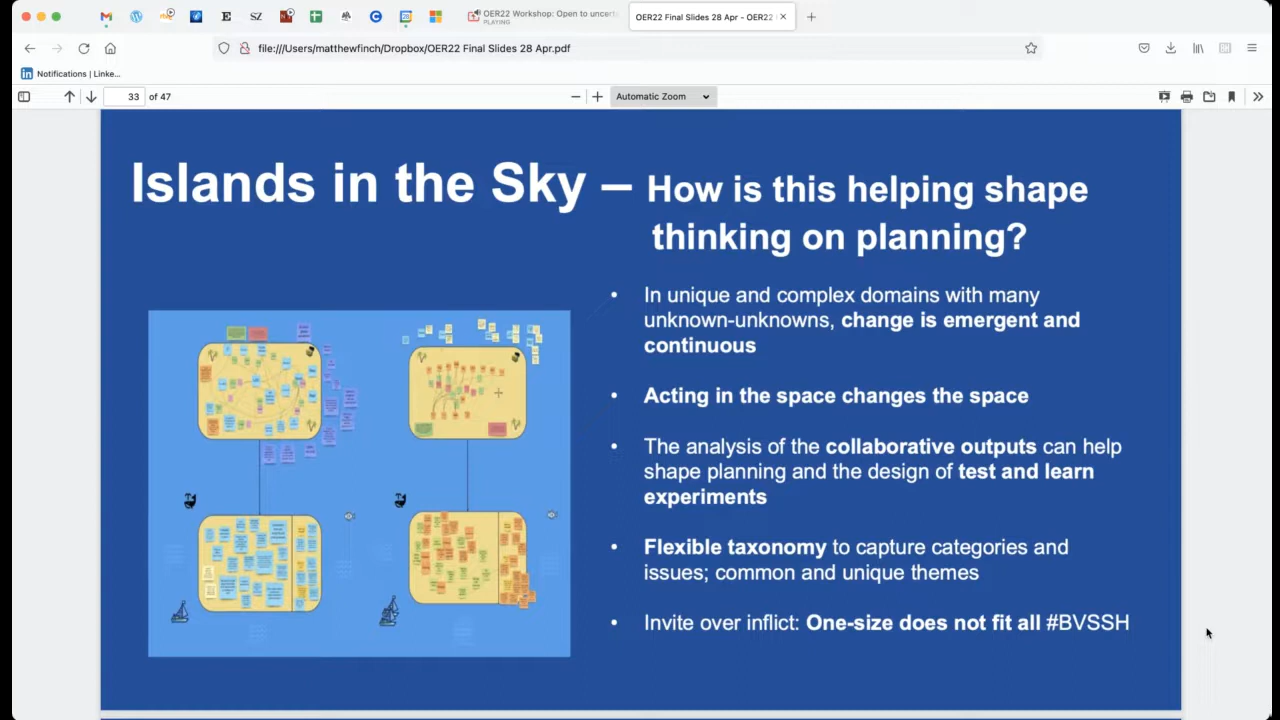 OER22 Workshop: Open to uncert
PLAYING
OER22 Final Slides 28 Apr - OER22
file:///Users/matthewfinch/Dropbox/OER22 Final Slides 28 Apr.pdf
Notifications | Linke...
33 of 47
Automatic Zoom
Islands in the Sky – How is this helping shape
thinking on planning?
• In unique and complex domains with many
unknown-unknowns, change is emergent and
continuous
• Acting in the space changes the space
• The analysis of the collaborative outputs can help
shape planning and the design of test and learn
experiments
• Flexible taxonomy to capture categories and
issues; common and unique themes
• Invite over inflict: One-size does not fit all #BVSSH